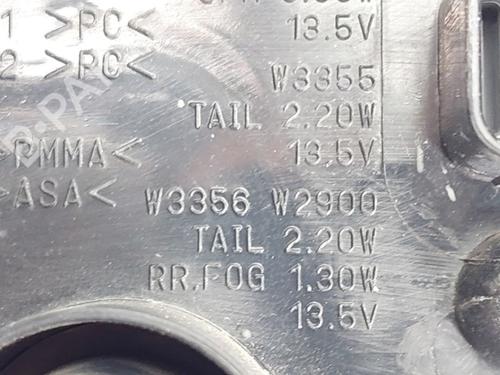 1 >PC< 13.5V
2 >PC<
W3355
TAIL 2.20W
>PMMA< 13.5V
>ASA<
W3356 W2900
TAIL 2.20W
RR.FOG 1.30W
13.5V